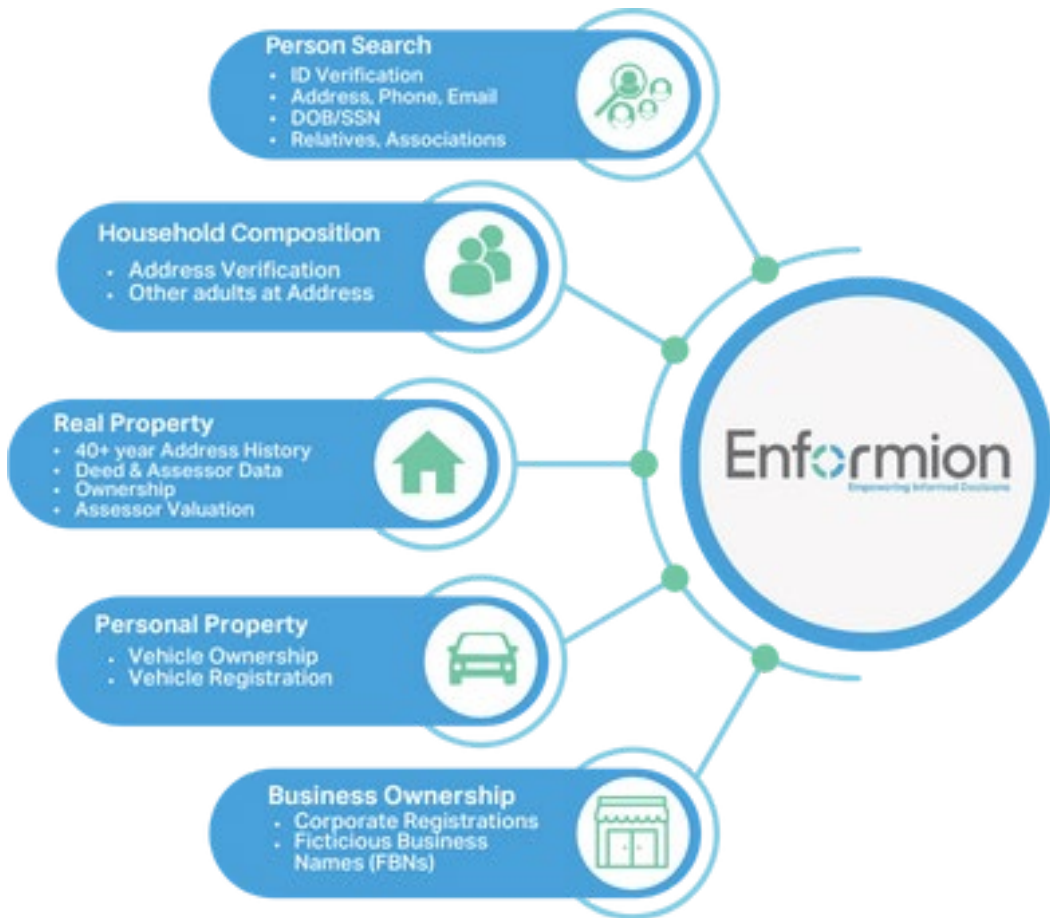 Person Search
• ID Verification
• Address, Phone, Email
• DOB/SSN
• Relatives, Associations
Household Composition
• Address Verification
• Other adults at Address
Real Property
• 40+ year Address History
• Deed & Assessor Data
• Ownership
• Assessor Valuation
Enformion
Empowering Informed Decisions
Personal Property
• Vehicle Ownership
• Vehicle Registration
Business Ownership
• Corporate Registrations
• Ficticious Business
Names (FBNs)